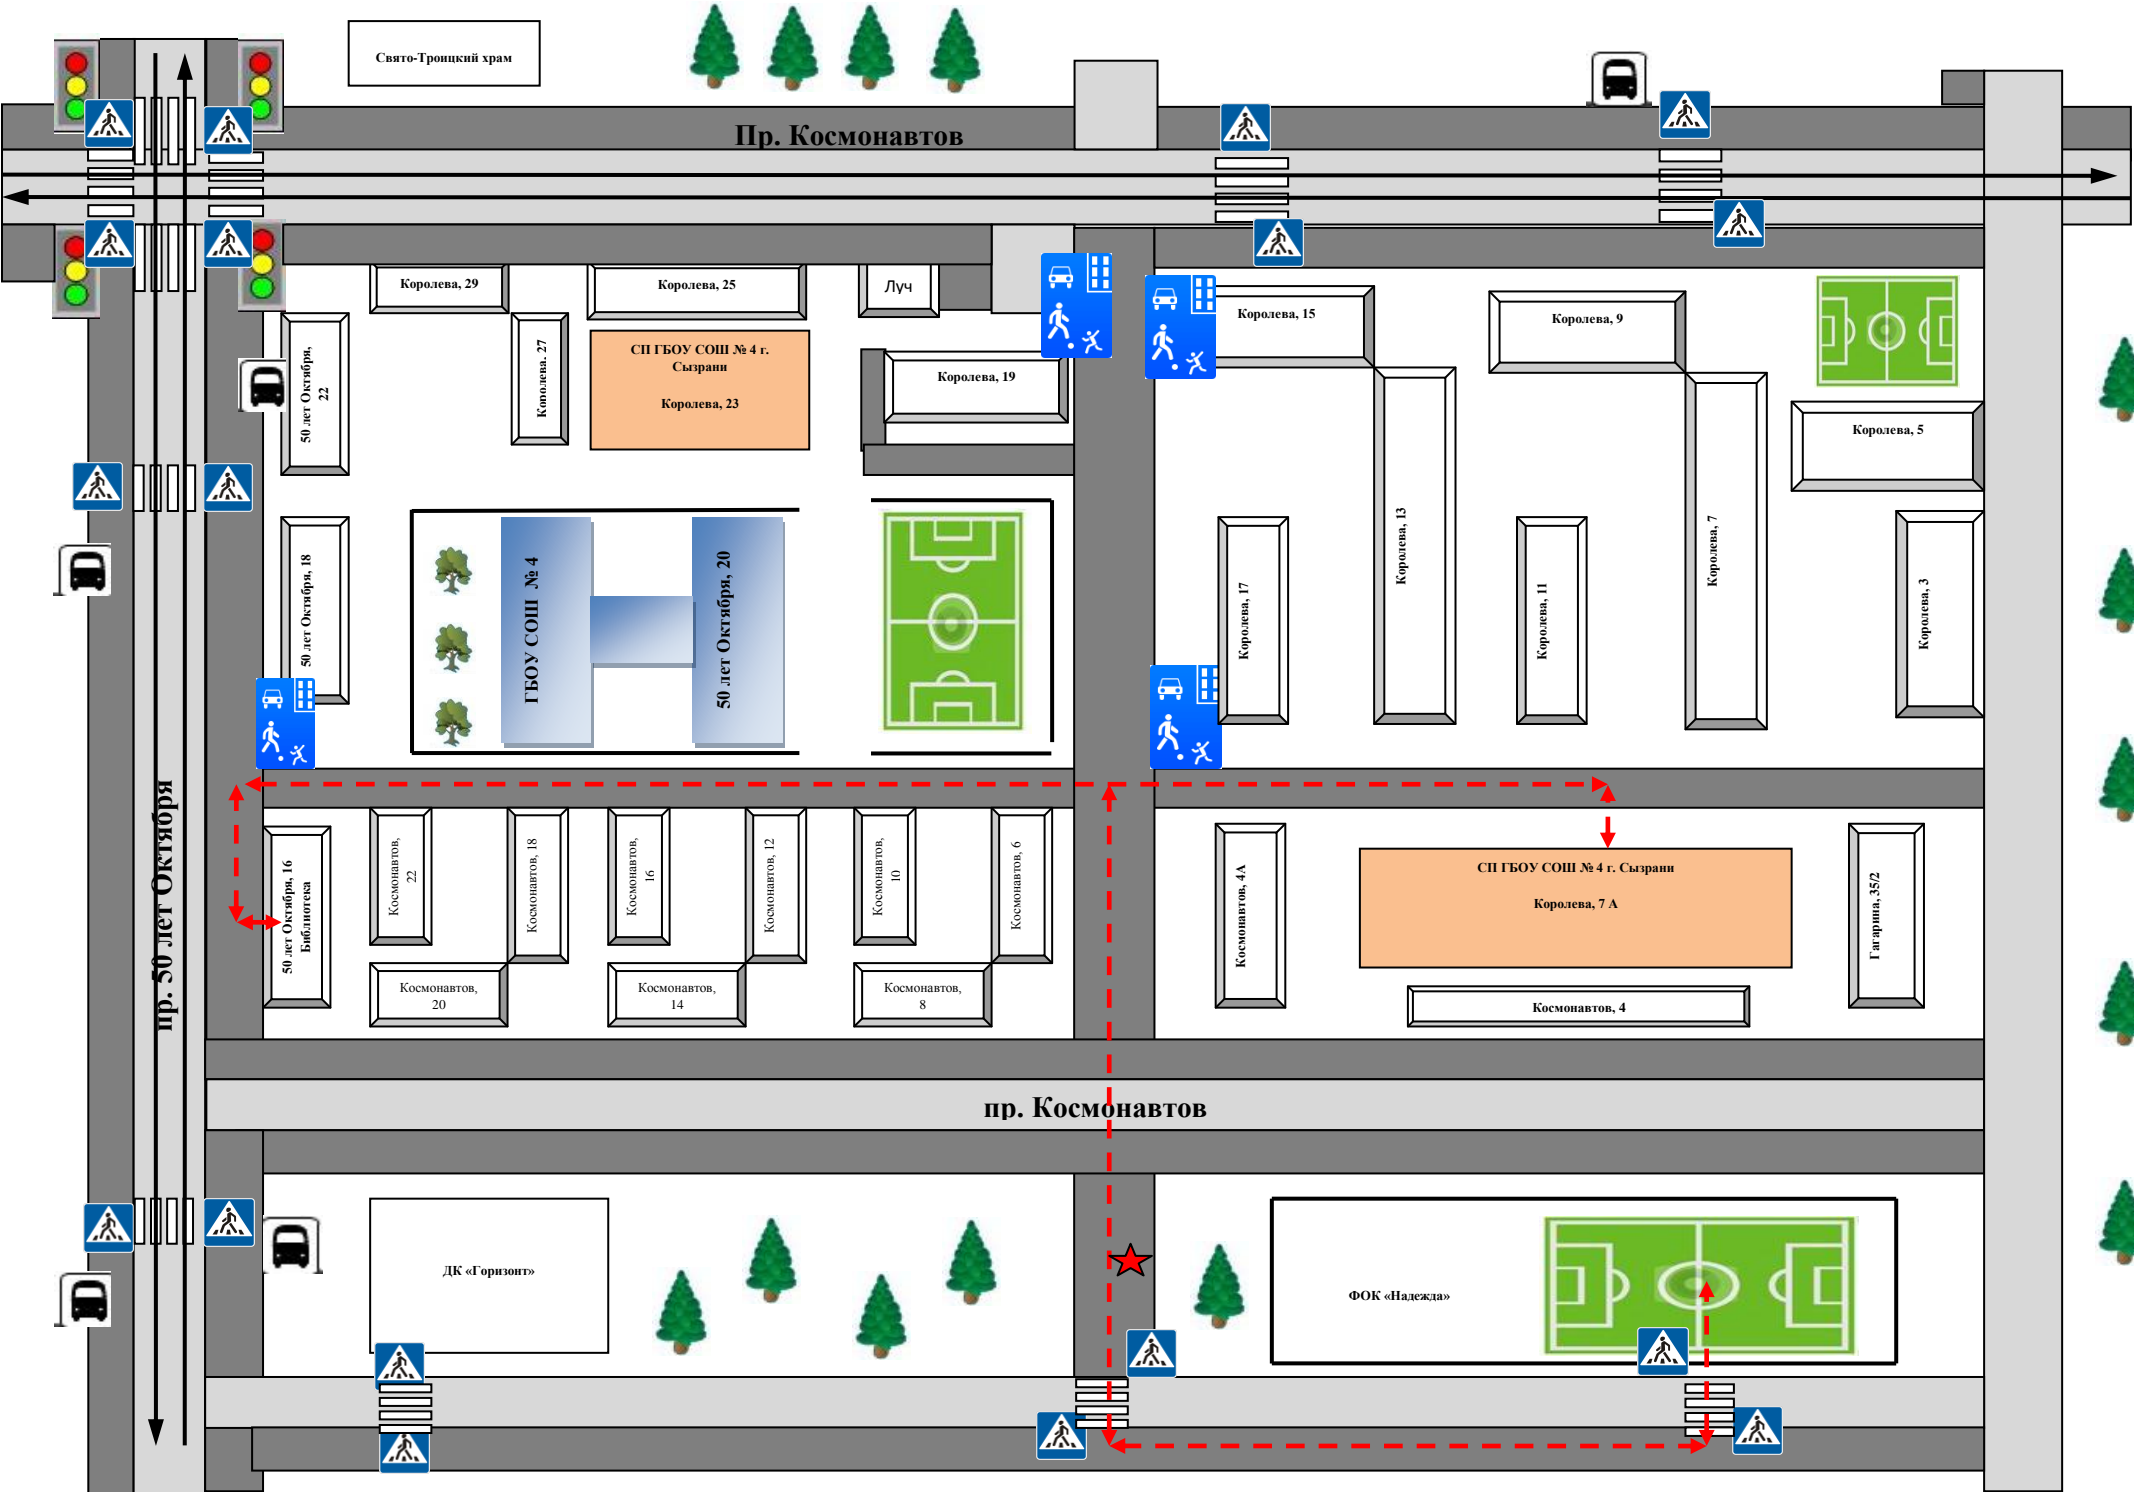 Свято-Троицкий храм
Пр. Космонавтов
Королева, 29
Королева, 25
Луч
Королева, 15
Королева, 9
50 лет Октября,
22
Королева. 27
СП ГБОУ СОШ № 4 г.
Сызрани
Королева, 23
Королева, 19
Королева, 5
50 лет Октября, 18
ГБОУ СОШ № 4
50 лет Октября, 20
Королева, 17
Королева, 13
Королева, 11
Королева, 7
Королева, 3
пр. 50 лет Октября
50 лет Октября, 16
Библиотека
Космонавтов,
22
Космонавтов, 18
Космонавтов,
16
Космонавтов, 12
Космонавтов,
10
Космонавтов, 6
Космонавтов, 4А
СП ГБОУ СОШ № 4 г. Сызрани
Королева, 7 А
Гагарина, 35/2
Космонавтов,
20
Космонавтов,
14
Космонавтов,
8
Космонавтов, 4
пр. Космонавтов
ДК «Горизонт»
ФОК «Надежда»